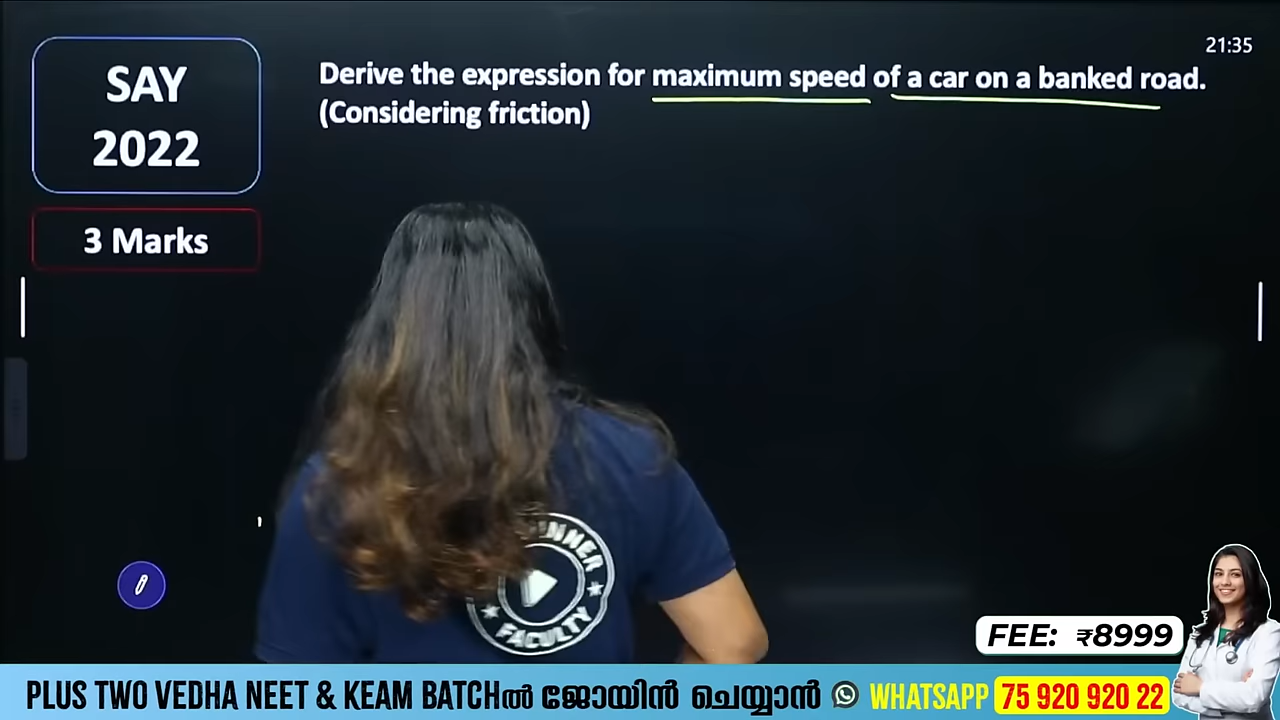 21:35
SAY
2022
3 Marks
Derive the expression for maximum speed of a car on a banked road.
(Considering friction)
FACULTY
FEE: ₹8999
PLUS TWO VEDHA NEET & KEAM BATCHൽ ജോയിൻ ചെയ്യാൻ WHATSAPP 75 920 920 22